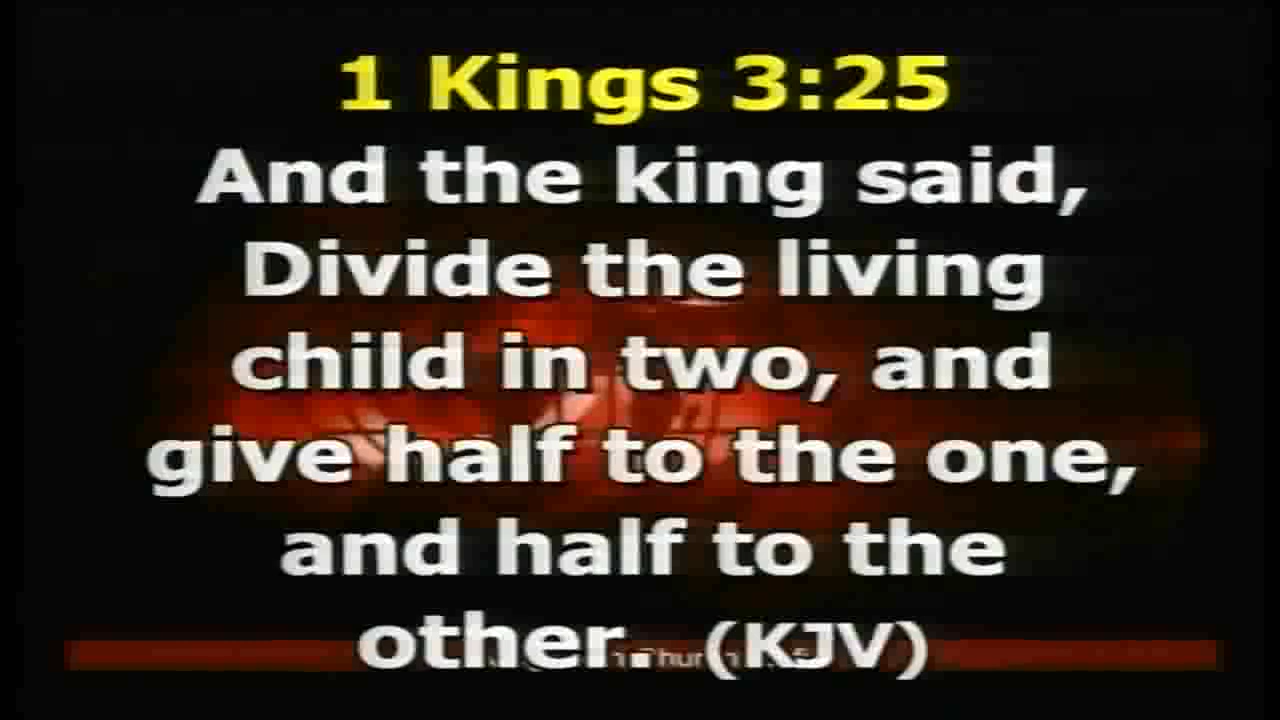 1 Kings 3:25
And the king said,
Divide the living
child in two, and
give half to the one,
and half to the
other. (KJV)